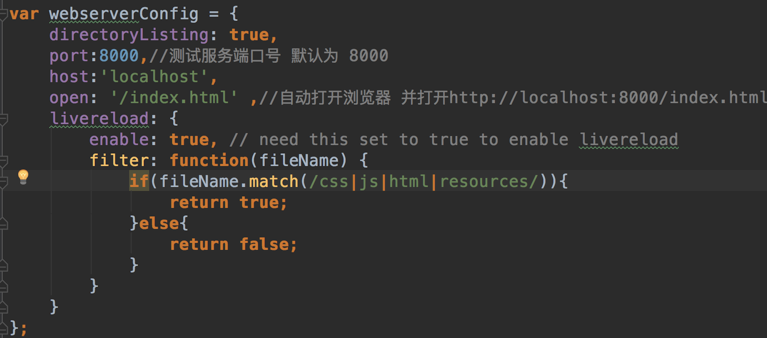 var webserverConfig = {
directoryListing: true,
port:8000,//测试服务端口号 默认为 8000
host:'localhost',
open: '/index.html' ,//自动打开浏览器 并打开http://localhost:8000/index.html
livereload: {
enable: true, // need this set to true to enable livereload
filter: function(fileName) {
if(fileName.match(/css|js|html|resources/)){
return true;
}else{
return false;
}
}
}
};